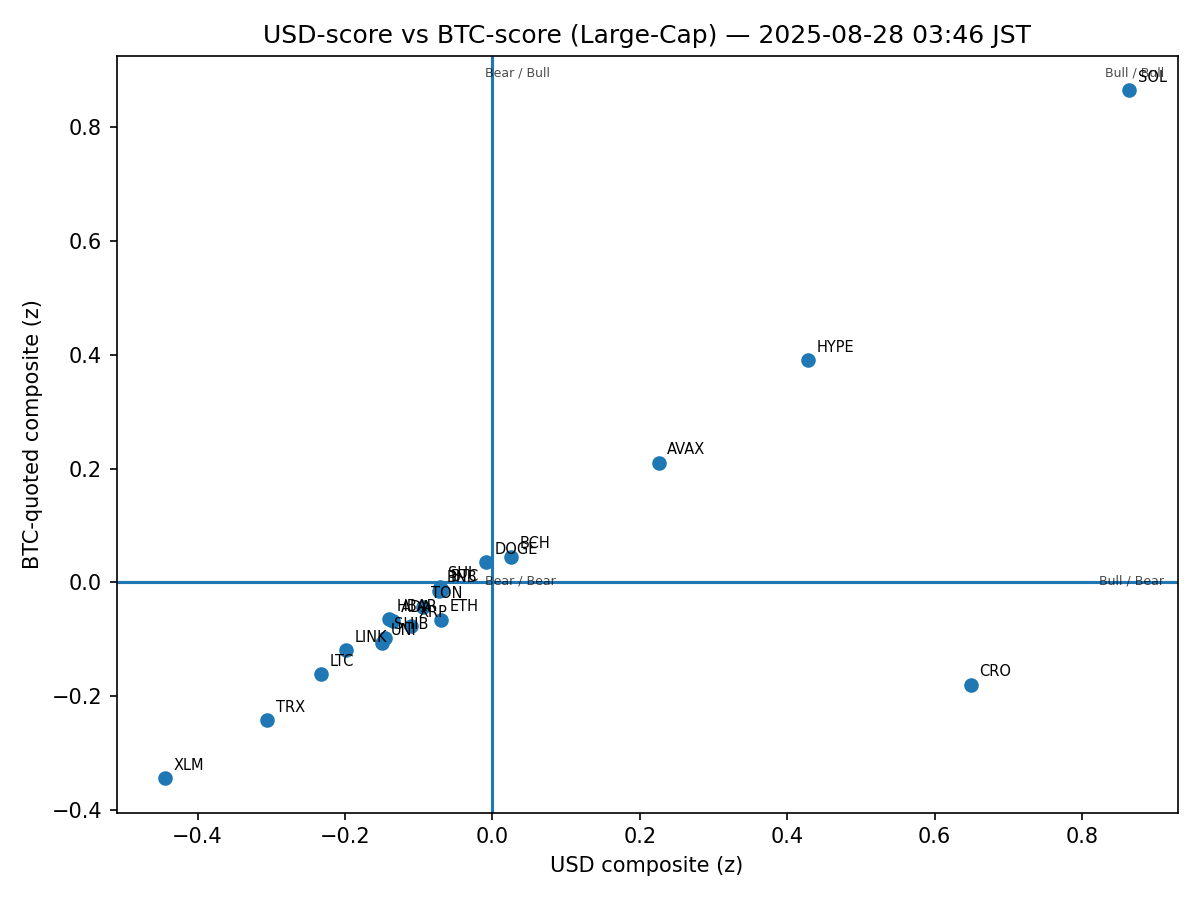 USD-score vs BTC-score (Large-Cap) — 2025-08-28 03:46 JST
Bear / Bull
Bull / Bull
SOL
0.8
0.6
HYPE
0.4
AVAX
0.2
BCH
DOGE
SUI
0.0
Bear / Bear
Bull / Bear
TON
HBAR
ADA
ETH
XRP
SHIB
UNI
LINK
LTC
CRO
−0.2
TRX
XLM
−0.4
−0.4
−0.2
0.0
0.2
0.4
0.6
0.8
USD composite (z)
BTC-quoted composite (z)